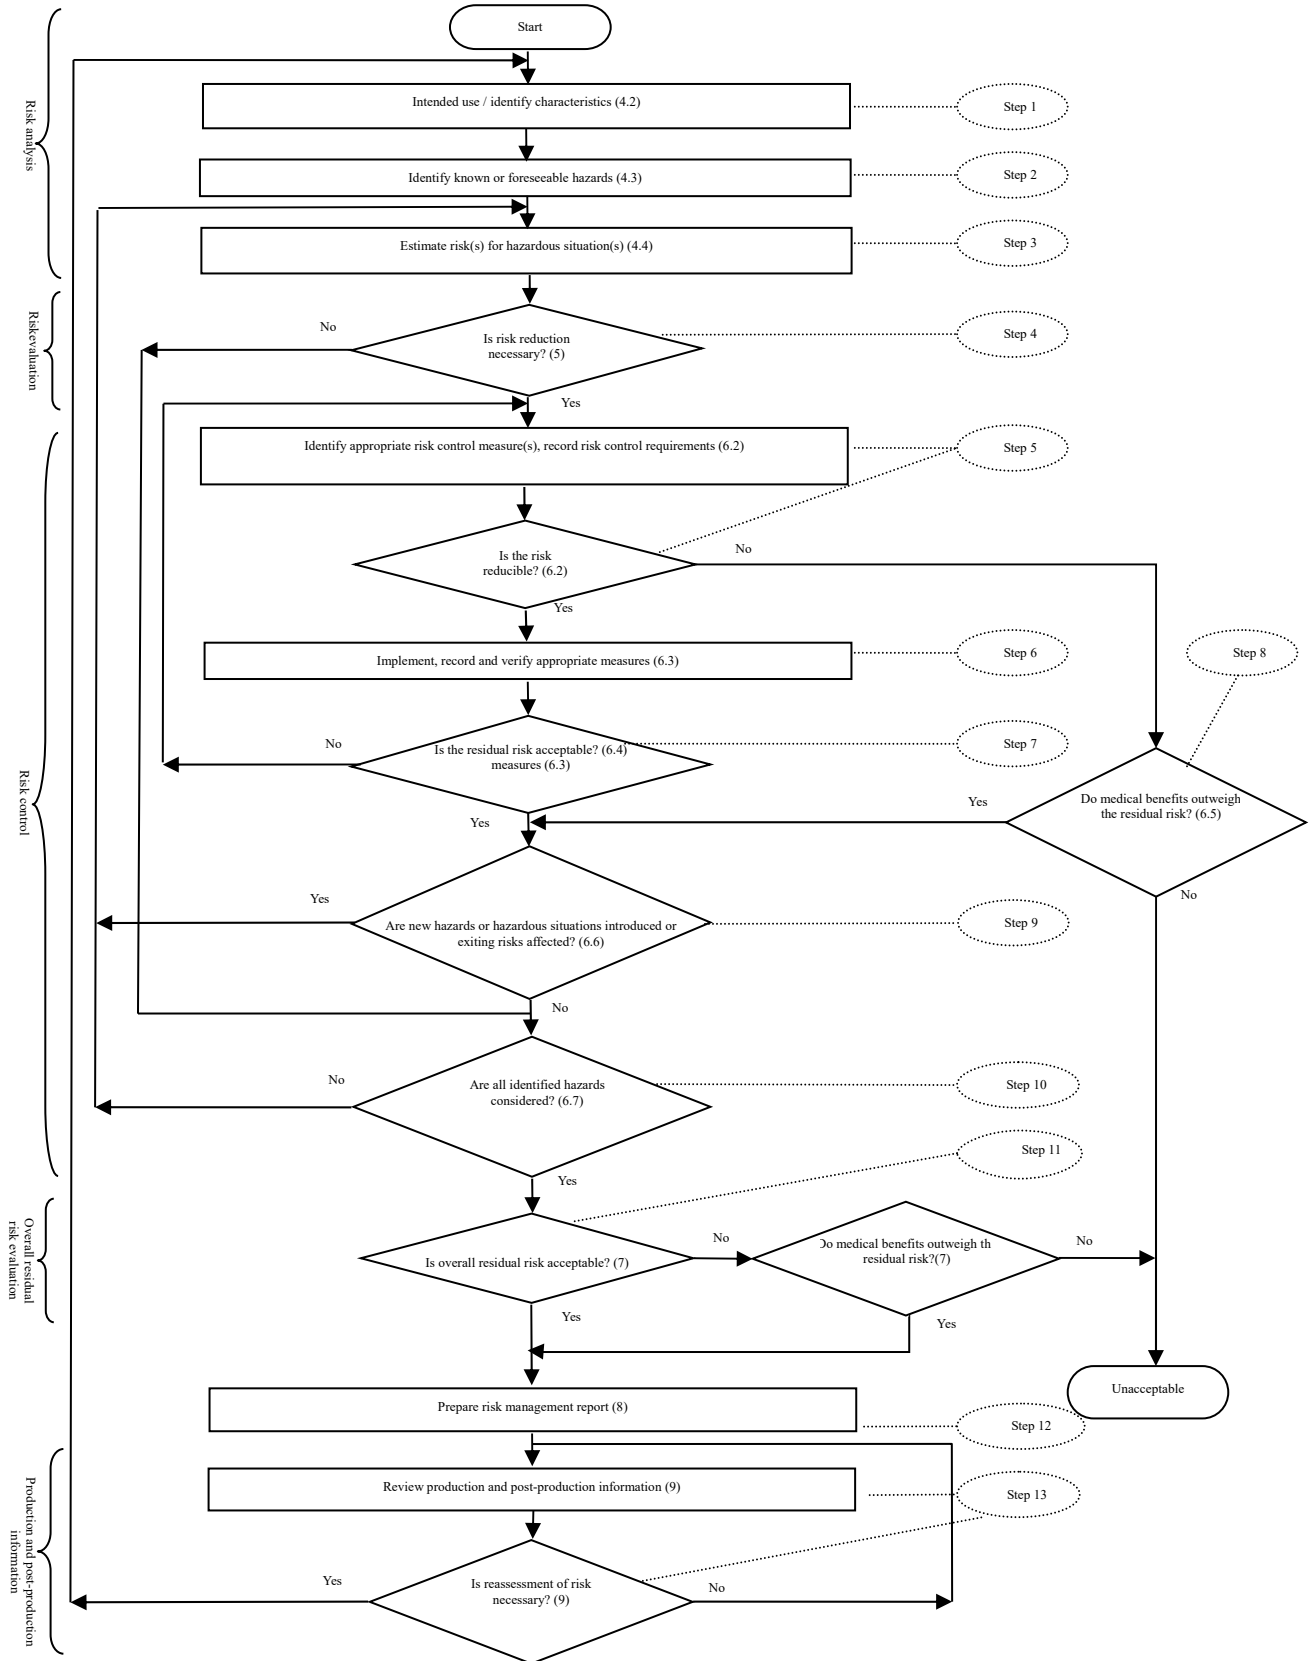 Start
Intended use / identify characteristics (4.2)
Step 1
Risk analysis
Identify known or foreseeable hazards (4.3)
Step 2
Estimate risk(s) for hazardous situation(s) (4.4)
Step 3
No
Is risk reduction
necessary? (5)
Step 4
Riskevaluation
Yes
Identify appropriate risk control measure(s), record risk control requirements (6.2)
Step 5
Is the risk
reducible? (6.2)
No
Yes
Implement, record and verify appropriate measures (6.3)
Step 6
Step 8
No
Is the residual risk acceptable? (6.4)
measures (6.3)
Step 7
Risk control
Yes
Yes
Do medical benefits outweigh
the residual risk? (6.5)
No
Yes
Are new hazards or hazardous situations introduced or
exiting risks affected? (6.6)
Step 9
No
No
Are all identified hazards
considered? (6.7)
Step 10
Step 11
Yes
Overall residual
risk evaluation
Is overall residual risk acceptable? (7)
No
Do medical benefits outweigh th
residual risk?(7)
No
Yes
Yes
Unacceptable
Prepare risk management report (8)
Step 12
Review production and post-production information (9)
Step 13
Production and post-production
information
Yes
Is reassessment of risk
necessary? (9)
No